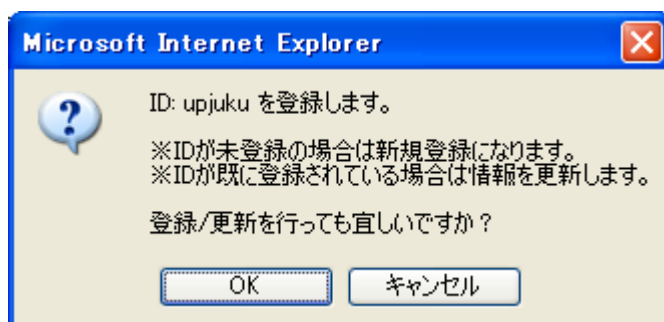 Microsoft Internet Explorer
ID: upjuku を登録します。
※IDが未登録の場合は新規登録になります。
※IDが既に登録されている場合は情報を更新します。
登録/更新を行っても宜しいですか？
OK キャンセル